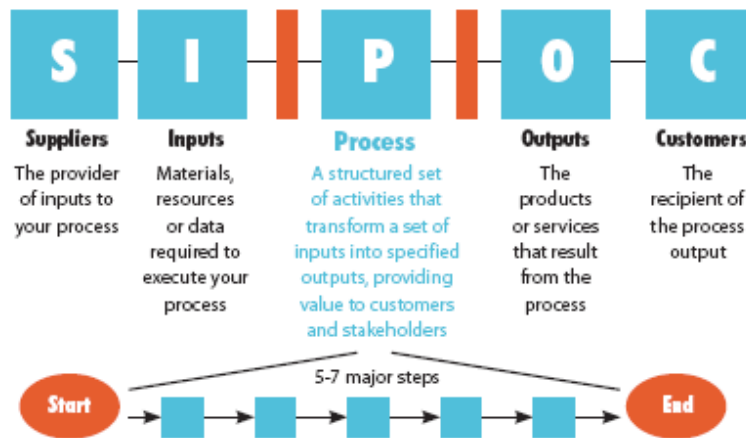 S I P O C
Suppliers
The provider
of inputs to
your process
Inputs
Materials,
resources
or data
required to
execute your
process
Process
A structured set
of activities that
transform a set of
inputs into specified
outputs, providing
value to customers
and stakeholders
Outputs
The
products
or services
that result
from the
process
Customers
The
recipient of
the process
output
5-7 major steps
Start
End